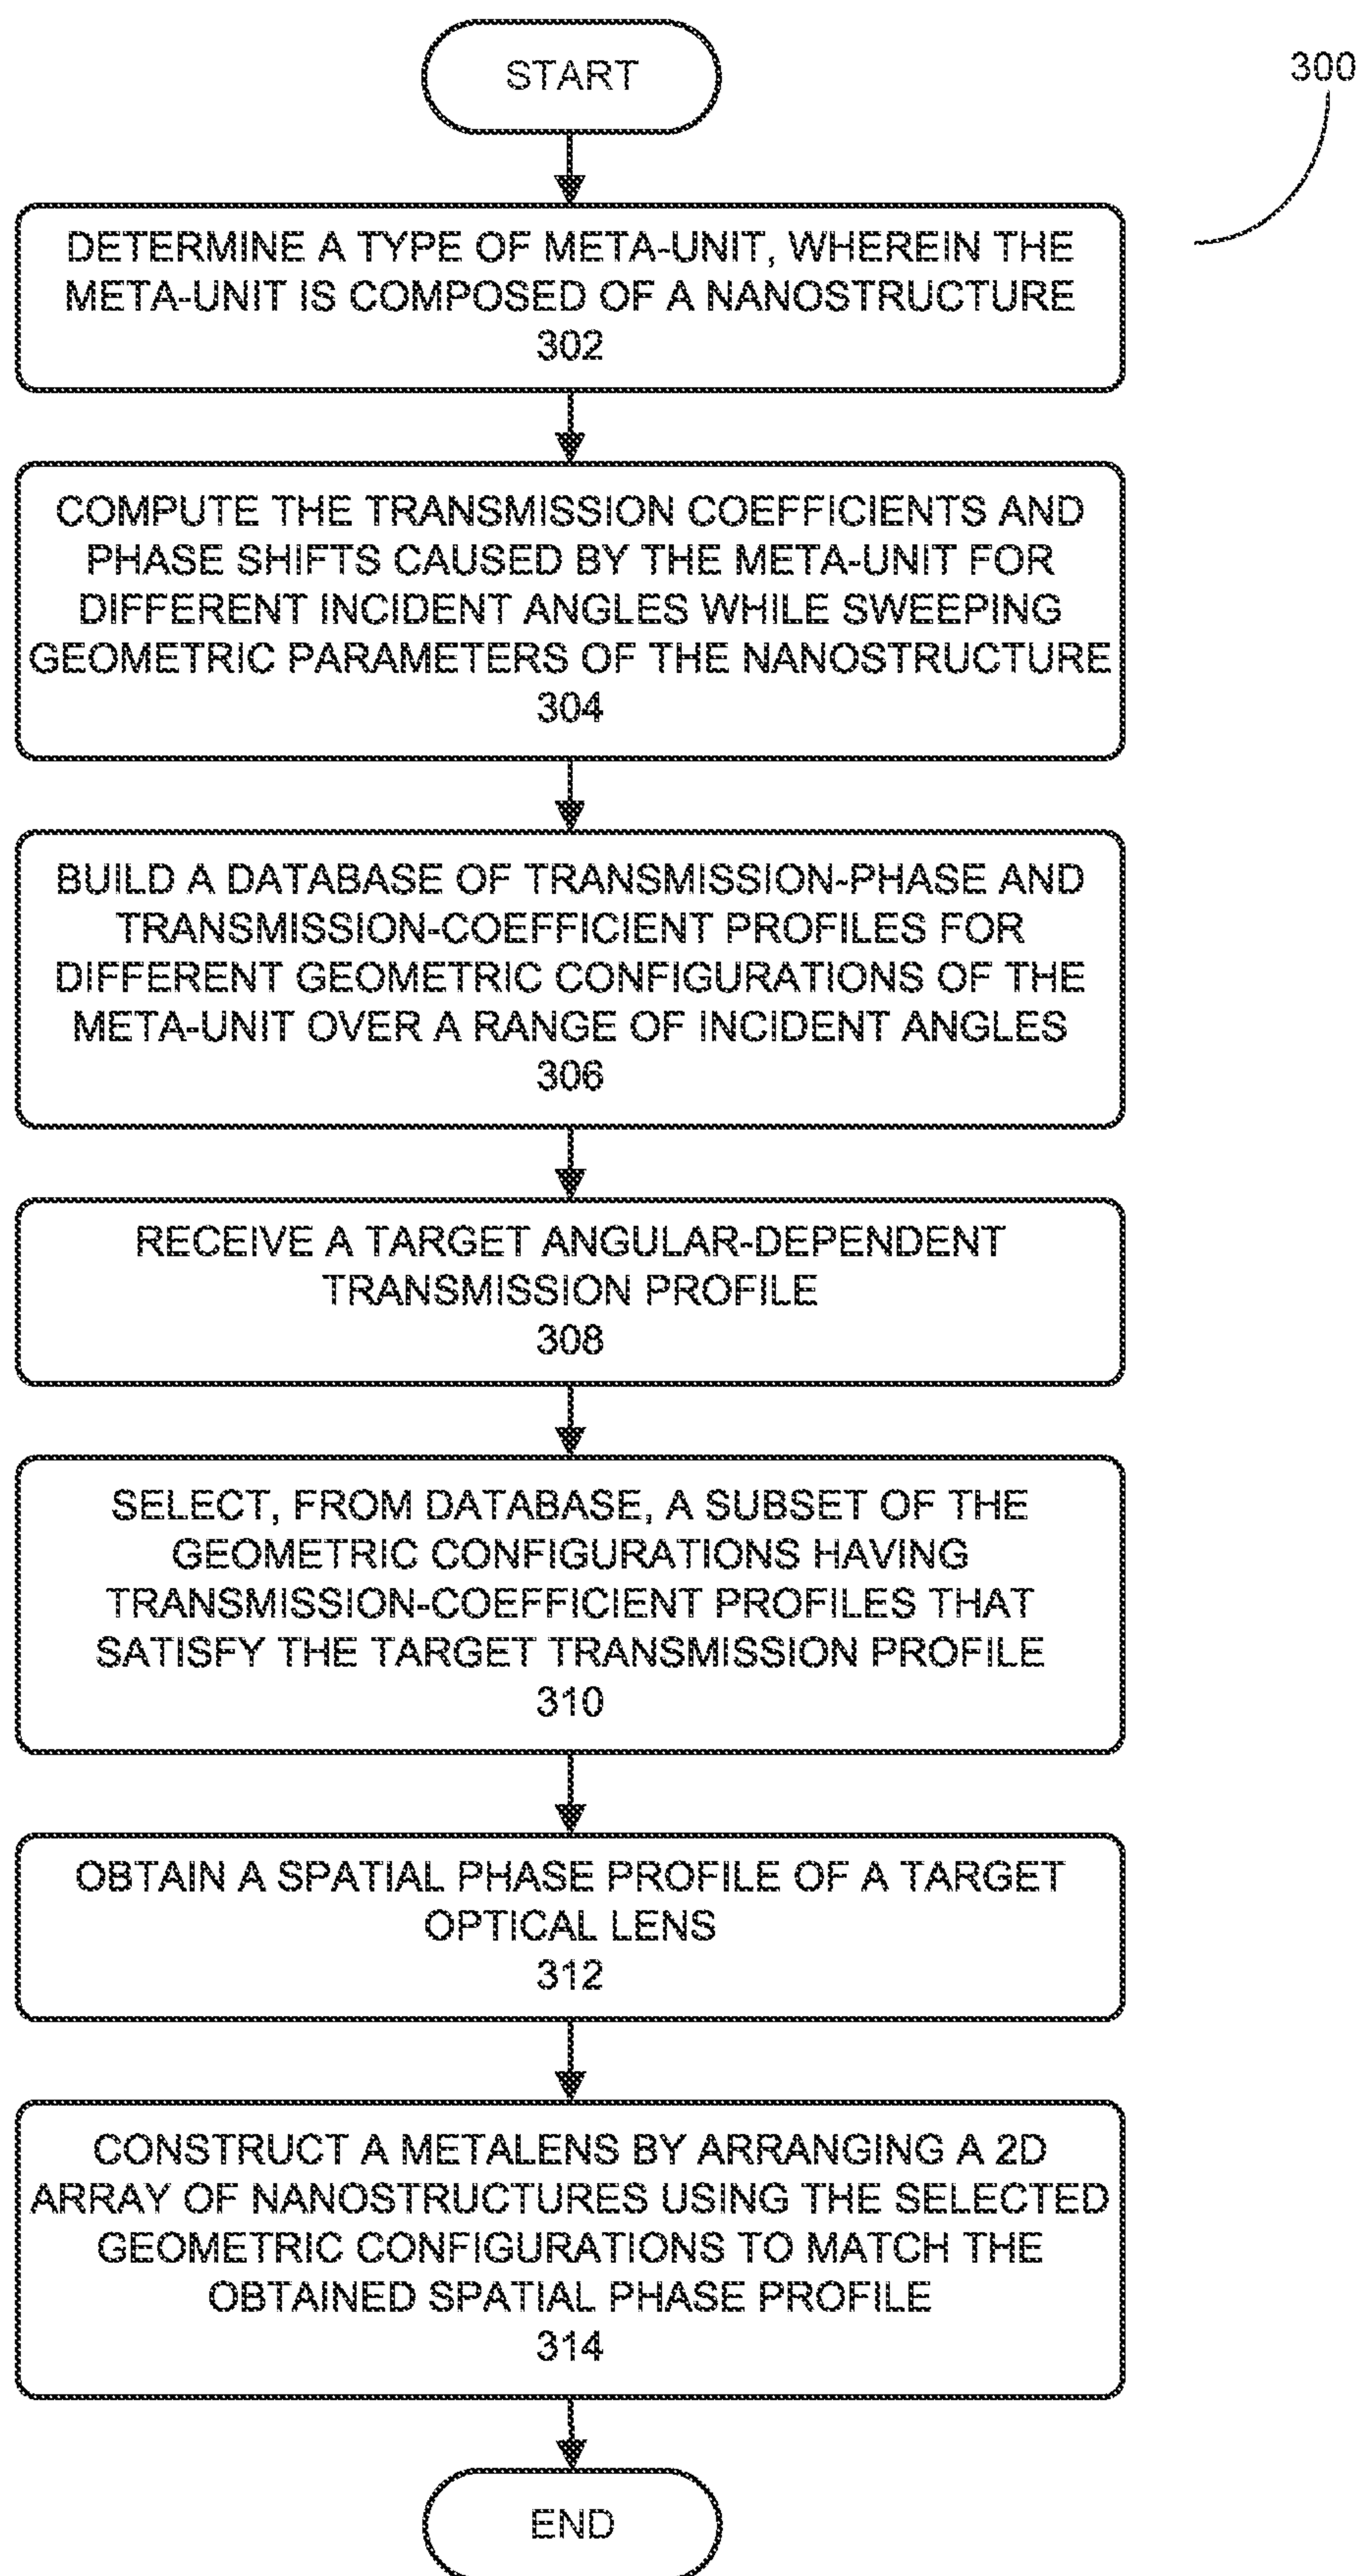 START
300
DETERMINE A TYPE OF META-UNIT, WHEREIN THE
META-UNIT IS COMPOSED OF A NANOSTRUCTURE
302
COMPUTE THE TRANSMISSION COEFFICIENTS AND
PHASE SHIFTS CAUSED BY THE META-UNIT FOR
DIFFERENT INCIDENT ANGLES WHILE SWEEPING
GEOMETRIC PARAMETERS OF THE NANOSTRUCTURE
304
BUILD A DATABASE OF TRANSMISSION-PHASE AND
TRANSMISSION-COEFFICIENT PROFILES FOR
DIFFERENT GEOMETRIC CONFIGURATIONS OF THE
META-UNIT OVER A RANGE OF INCIDENT ANGLES
306
RECEIVE A TARGET ANGULAR-DEPENDENT
TRANSMISSION PROFILE
308
SELECT, FROM DATABASE, A SUBSET OF THE
GEOMETRIC CONFIGURATIONS HAVING
TRANSMISSION-COEFFICIENT PROFILES THAT
SATISFY THE TARGET TRANSMISSION PROFILE
310
OBTAIN A SPATIAL PHASE PROFILE OF A TARGET
OPTICAL LENS
312
CONSTRUCT A METALENS BY ARRANGING A 2D
ARRAY OF NANOSTRUCTURES USING THE SELECTED
GEOMETRIC CONFIGURATIONS TO MATCH THE
OBTAINED SPATIAL PHASE PROFILE
314
END